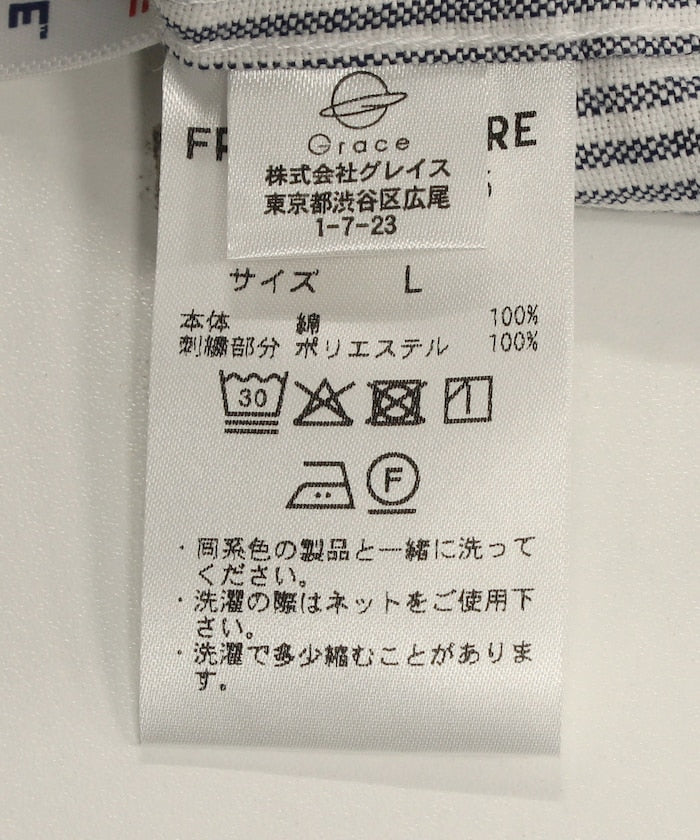 E
FR
RE
Grace
株式会社グレイス
東京都渋谷区広尾
1-7-23
サイズ L
本体 綿 100%
刺繍部分 ポリエステル 100%
30
F
・同系色の製品と一緒に洗って
ください。
・洗濯の際はネットをご使用下
さい。
・洗濯で多少縮むことがありま
す。